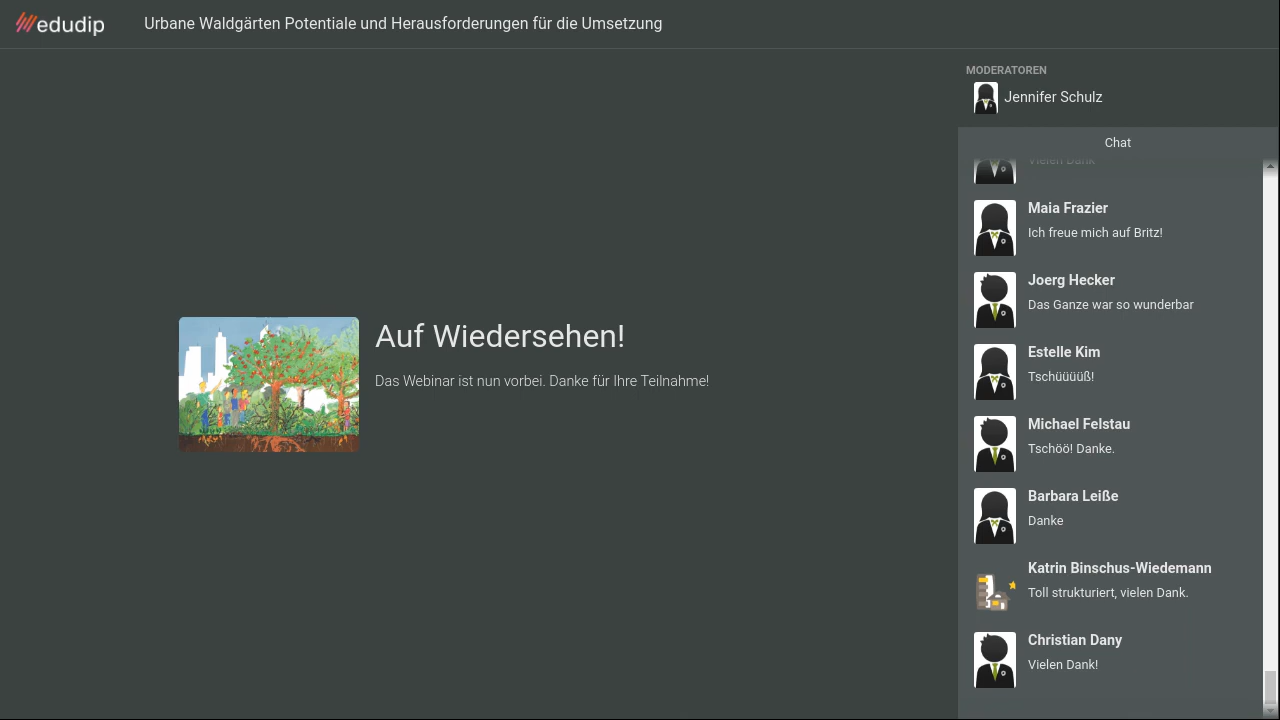 edudip
Urbane Waldgärten Potentiale und Herausforderungen für die Umsetzung
MODERATOREN
Jennifer Schulz
Chat
Vielen Dank
Maia Frazier
Ich freue mich auf Britz!
Joerg Hecker
Das Ganze war so wunderbar
Estelle Kim
Tschüüüüß!
Michael Felstau
Tschöö! Danke.
Barbara Leiße
Danke
Katrin Binschus-Wiedemann
Toll strukturiert, vielen Dank.
Christian Dany
Vielen Dank!
Auf Wiedersehen!
Das Webinar ist nun vorbei. Danke für Ihre Teilnahme!